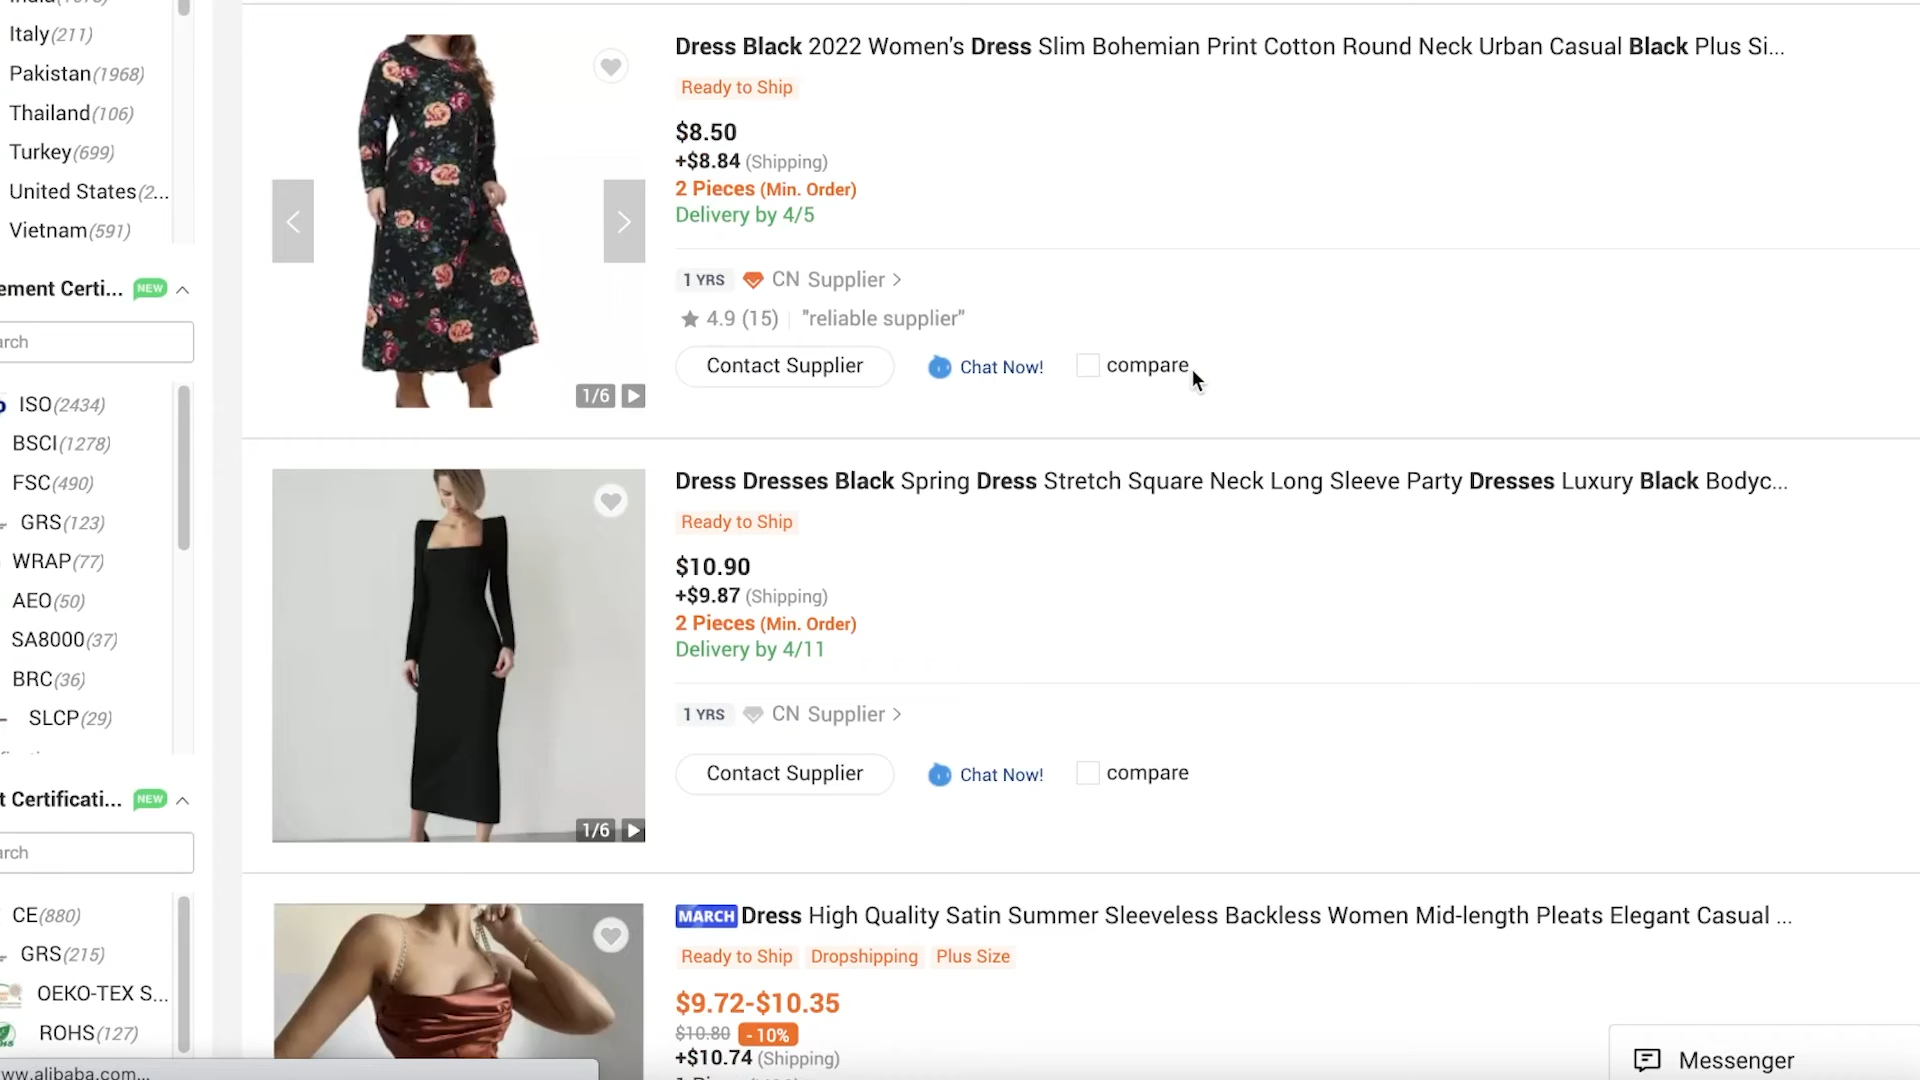 Italy(211)
Pakistan(1968)
Thailand(106)
Turkey(699)
United States(2...
Vietnam(591)
ement Certi... NEW
arch
ISO(2434)
BSCI(1278)
FSC(490)
GRS(123)
WRAP(77)
AEO(50)
SA8000(37)
BRC(36)
SLCP(29)
t Certificati... NEW
arch
CE(880)
GRS(215)
OEKO-TEX S...
ROHS(127)
ww.alibaba.com...
Dress Black 2022 Women's Dress Slim Bohemian Print Cotton Round Neck Urban Casual Black Plus Si...
Ready to Ship
$8.50
+$8.84 (Shipping)
2 Pieces (Min. Order)
Delivery by 4/5
1 YRS CN Supplier >
4.9 (15) "reliable supplier"
Contact Supplier Chat Now! compare
1/6
Dress Dresses Black Spring Dress Stretch Square Neck Long Sleeve Party Dresses Luxury Black Bodyc...
Ready to Ship
$10.90
+$9.87 (Shipping)
2 Pieces (Min. Order)
Delivery by 4/11
1 YRS CN Supplier >
Contact Supplier Chat Now! compare
1/6
MARCH Dress High Quality Satin Summer Sleeveless Backless Women Mid-length Pleats Elegant Casual ...
Ready to Ship Dropshipping Plus Size
$9.72-$10.35
$10.80 - 10%
+$10.74 (Shipping)
Messenger